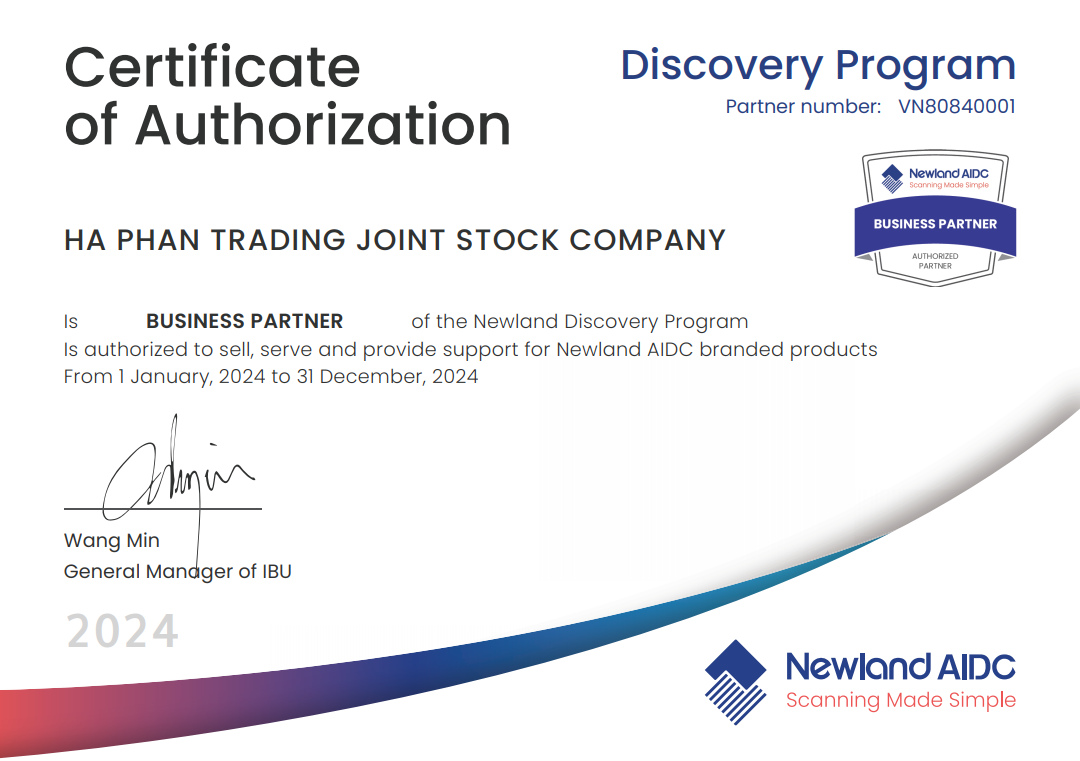 Certificate
of Authorization
Discovery Program
Partner number: VN80840001
Newland AIDC
Scanning Made Simple
BUSINESS PARTNER
AUTHORIZED
PARTNER
HA PHAN TRADING JOINT STOCK COMPANY
Is BUSINESS PARTNER of the Newland Discovery Program
Is authorized to sell, serve and provide support for Newland AIDC branded products
From 1 January, 2024 to 31 December, 2024
Wang Min
General Manager of IBU
2024
Newland AIDC
Scanning Made Simple